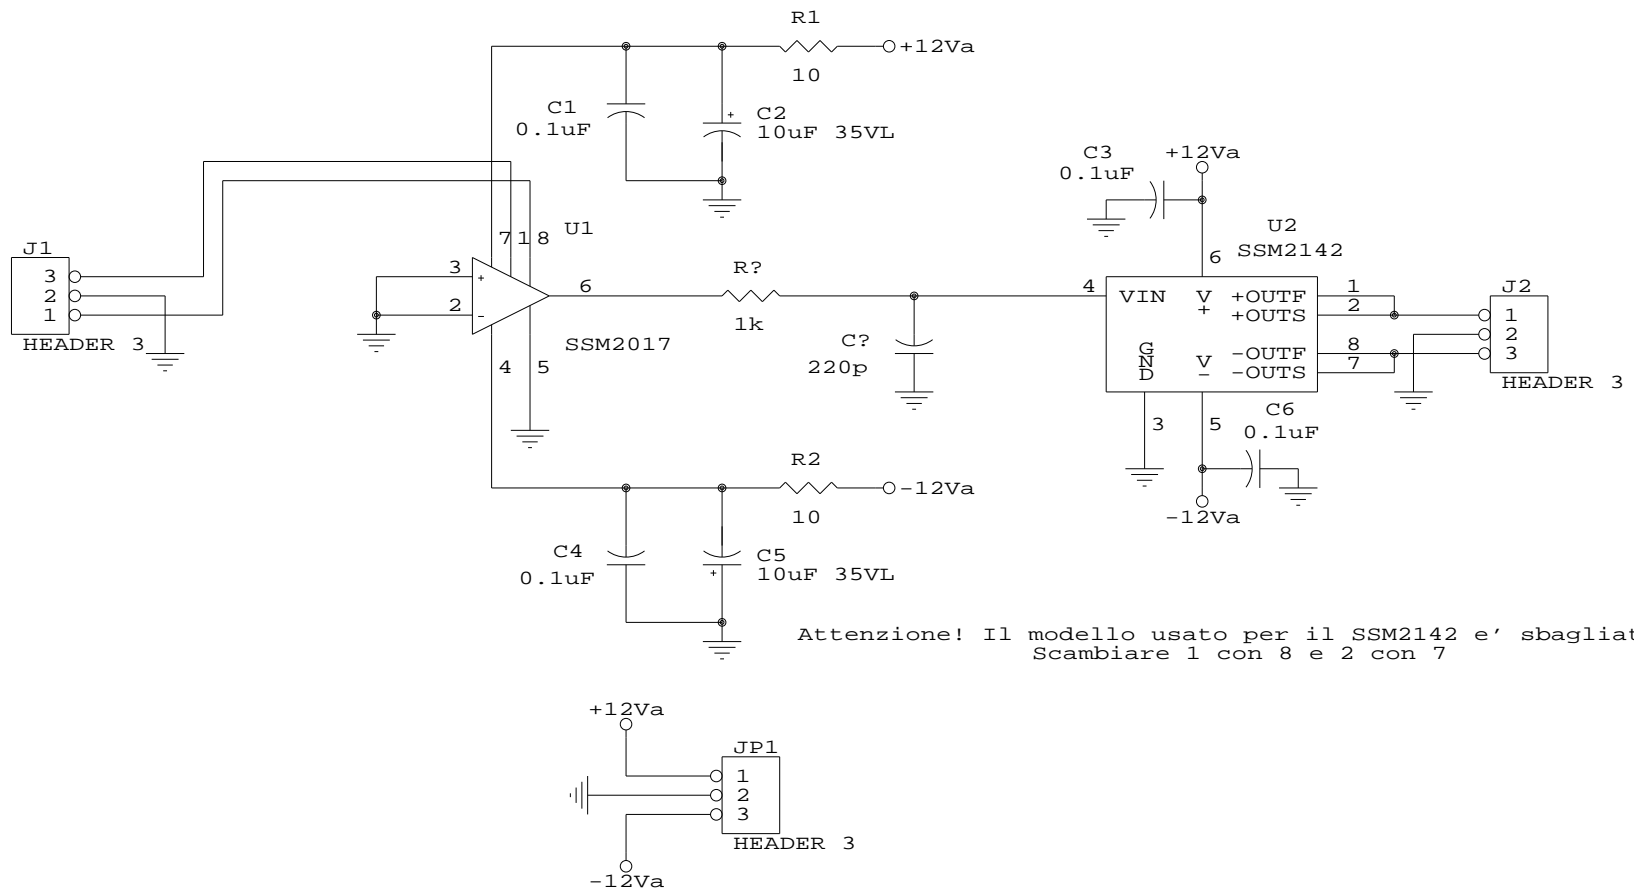 R1
+12Va
10
C1
0.1uF
+
C2
10uF 35VL
C3
0.1uF
+12Va
7 1 8
U1
U2
SSM2142
6
J1
3
2
1
HEADER 3
3
+
2
-
6
SSM2017
4
5
R?
1k
C?
220p
4
VIN
V
+
+OUTF
+OUTS
GND
V
-
-OUTF
-OUTS
1
2
8
7
J2
1
2
3
HEADER 3
3
5
C6
0.1uF
-12Va
R2
-12Va
10
C4
0.1uF
C5
+
10uF 35VL
Attenzione! Il modello usato per il SSM2142 e' sbagliat
Scambiare 1 con 8 e 2 con 7
+12Va
JP1
1
2
3
HEADER 3
-12Va